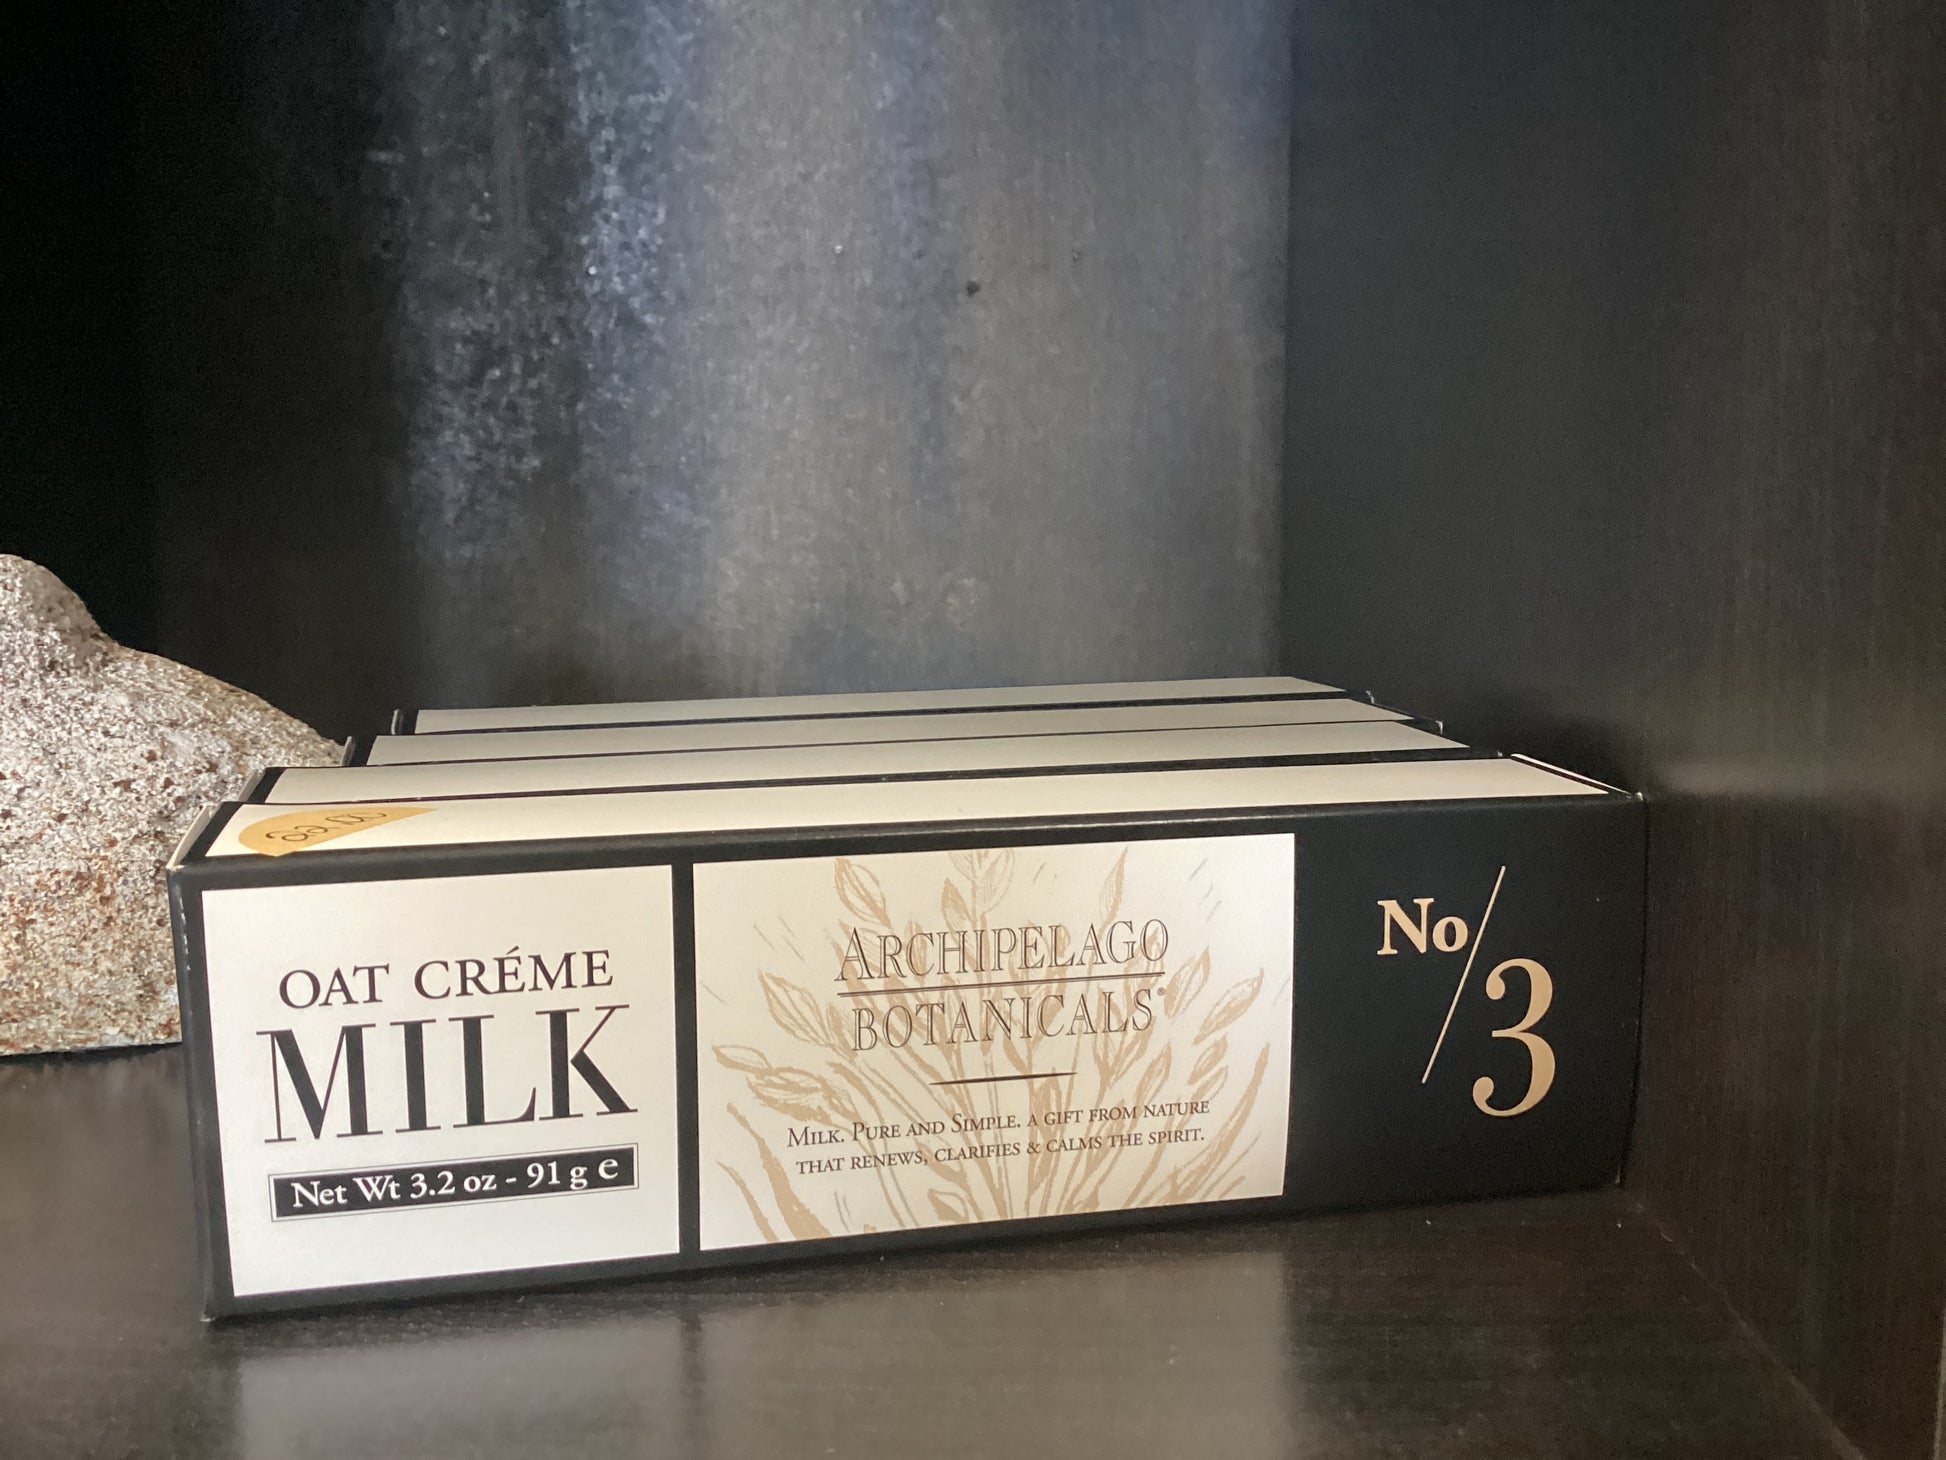 OAT CRÉME
MILK
Net Wt 3.2 oz - 91 g e
ARCHIPELAGO
BOTANICALS®
MILK. PURE AND SIMPLE. A GIFT FROM NATURE
THAT RENEWS, CLARIFIES & CALMS THE SPIRIT.
No/3